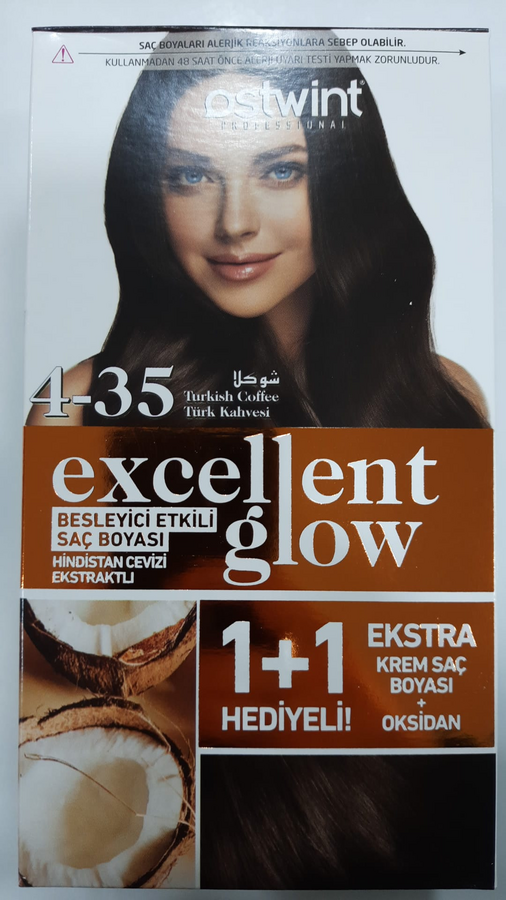 SAÇ BOYALARI ALERJİK REAKSİYONLARA SEBEP OLABİLİR.
KULLANMADAN 48 SAAT ÖNCE ALERJİ UYARI TESTİ YAPMAK ZORUNLUDUR.
ostwint
PROFESSIONAL
4-35
شوكلا
Turkish Coffee
Türk Kahvesi
excellent
glow
BESLEYİCİ ETKİLİ
SAÇ BOYASI
HİNDİSTAN CEVİZİ
EKSTRAKTLI
1+1
HEDİYELİ!
EKSTRA
KREM SAÇ
BOYASI
+
OKSİDAN